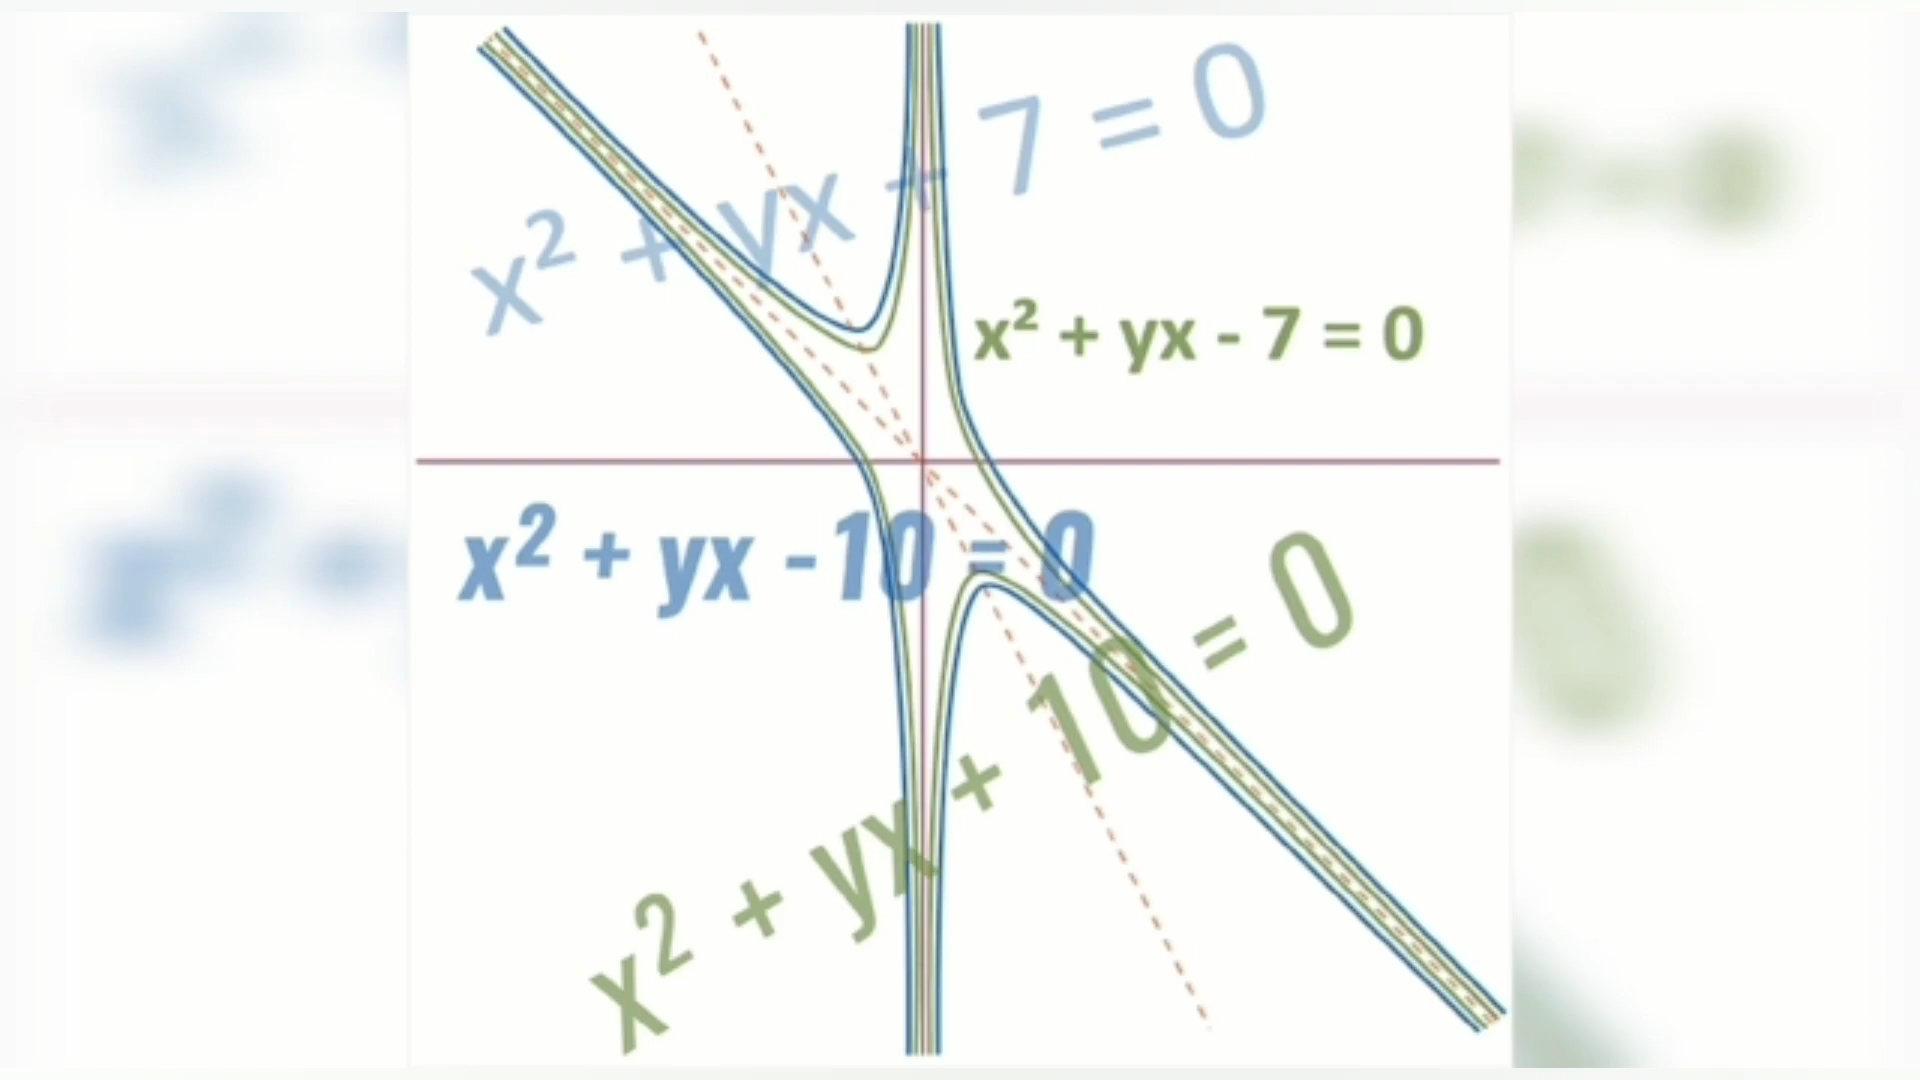 x² + yx + 7 = 0
x² + yx - 7 = 0
x² + yx - 10 = 0
x² + yx + 10 = 0